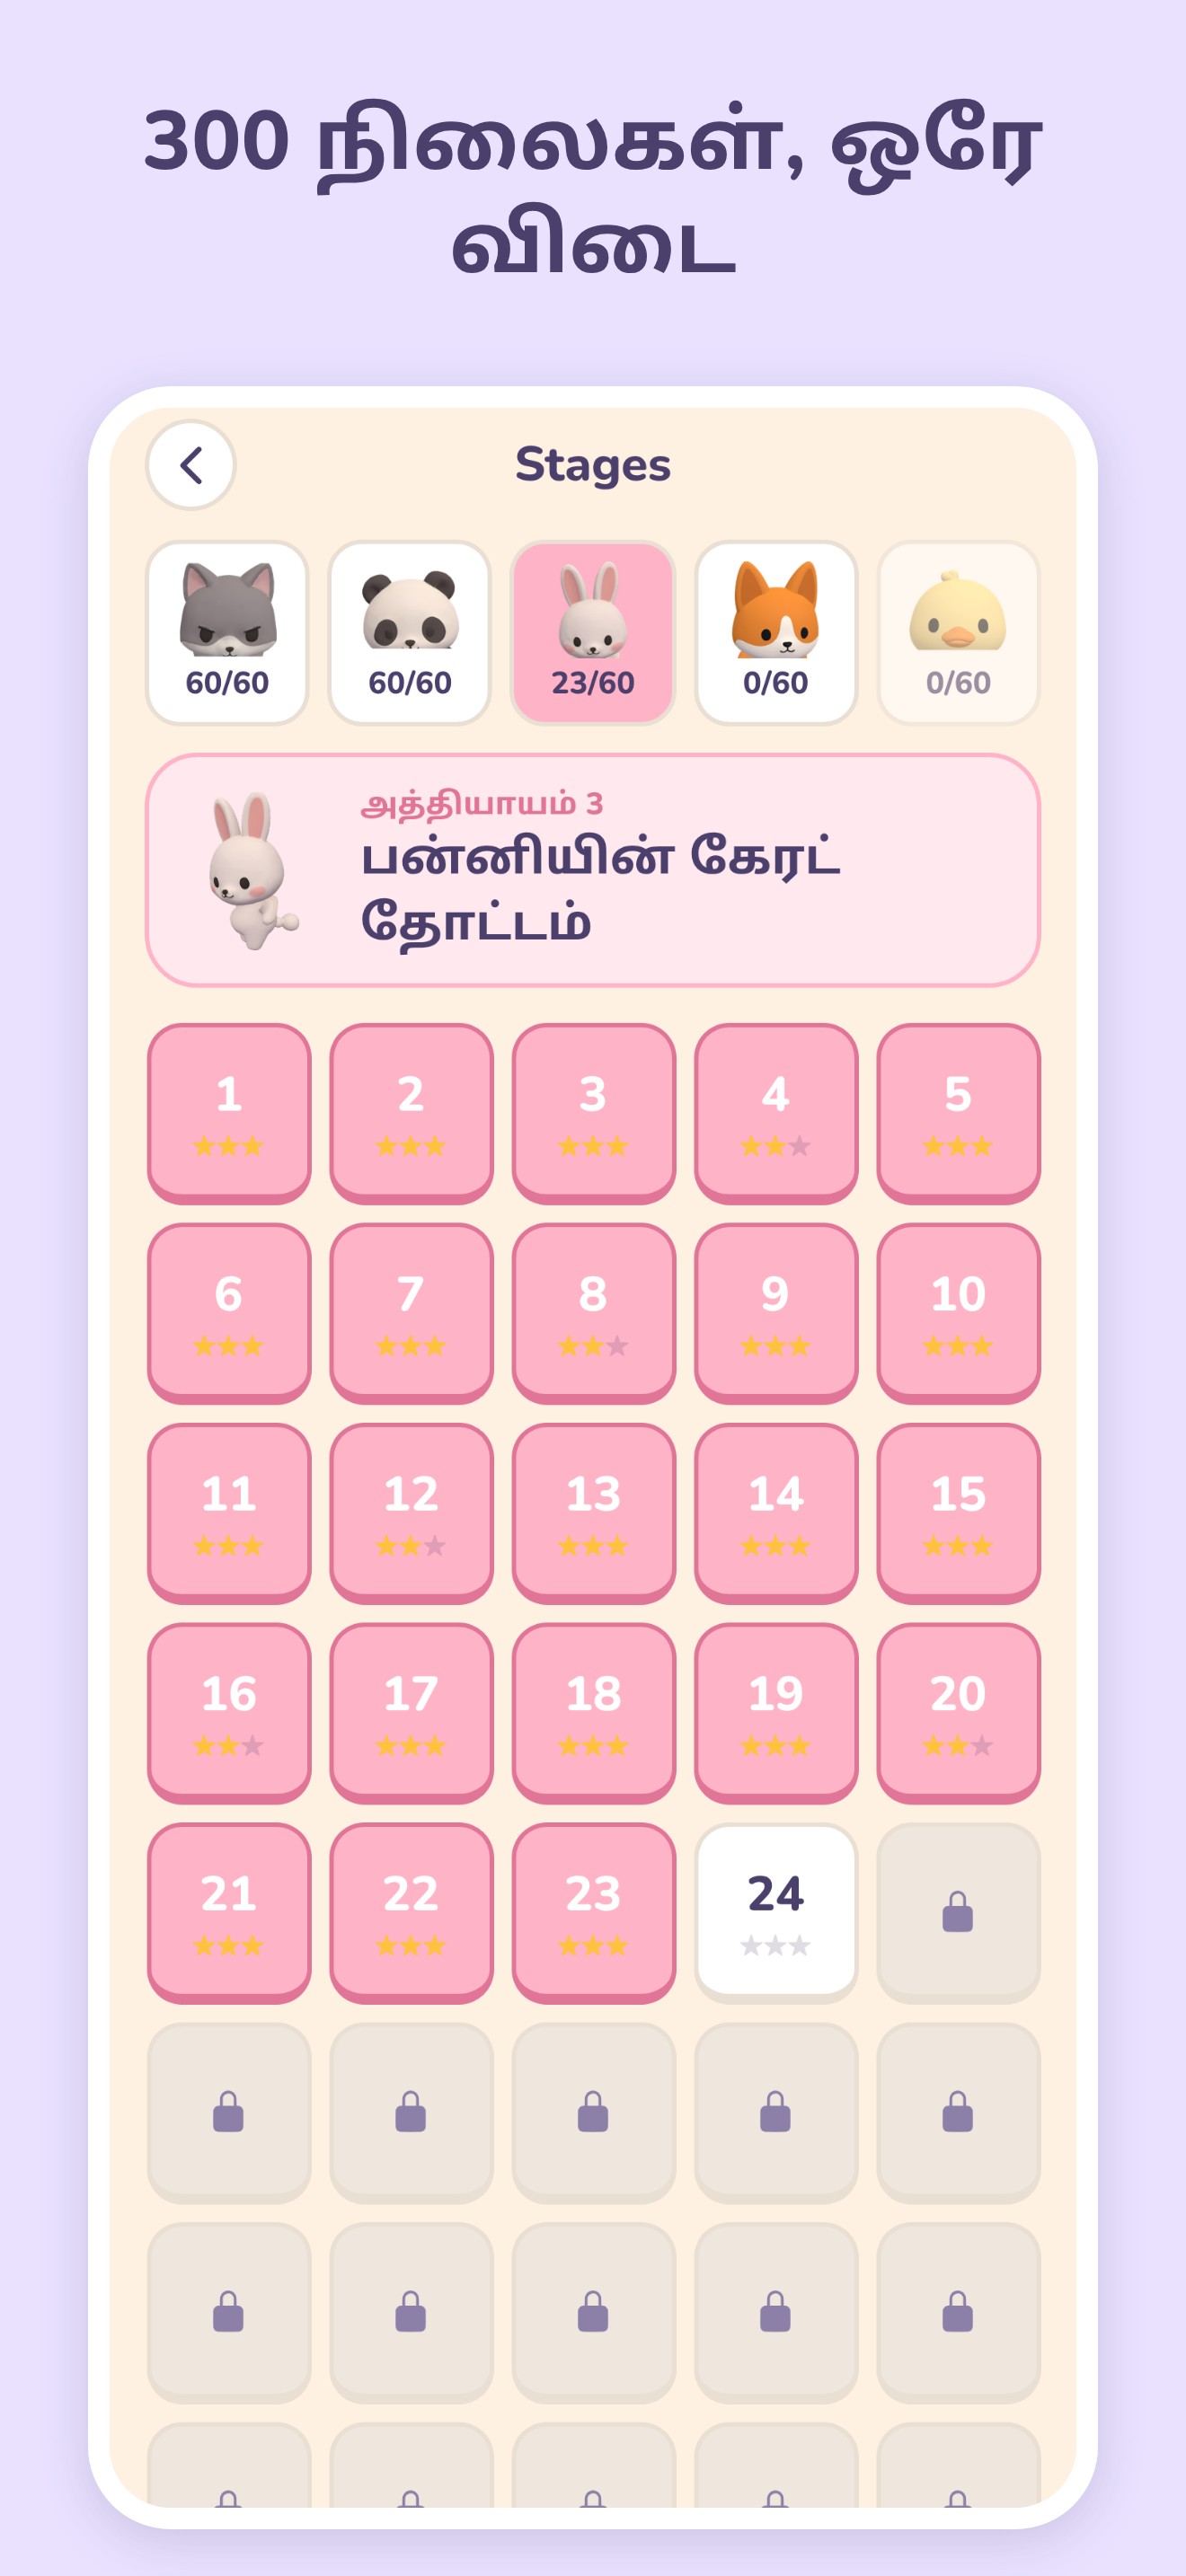 300 நிலைகள், ஒரே
விடை
Stages
60/60 60/60 23/60 0/60 0/60
அத்தியாயம் 3
பன்னியின் கேரட்
தோட்டம்
1 2 3 4 5
6 7 8 9 10
11 12 13 14 15
16 17 18 19 20
21 22 23 24